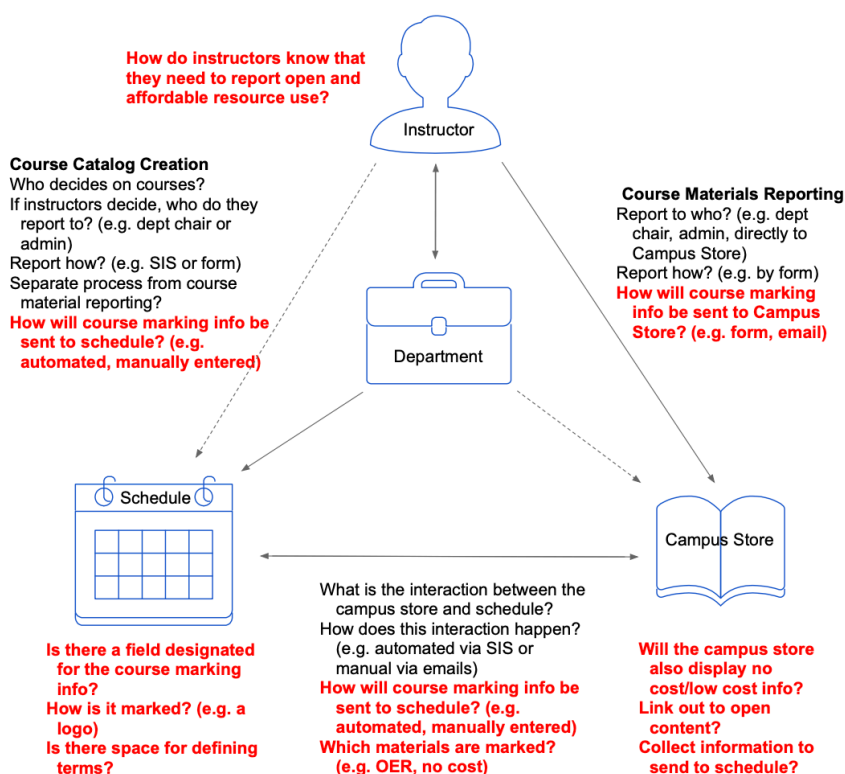 How do instructors know that
they need to report open and
affordable resource use?
Instructor
Course Catalog Creation
Who decides on courses?
If instructors decide, who do they
report to? (e.g. dept chair or
admin)
Report how? (e.g. SIS or form)
Separate process from course
material reporting?
How will course marking info be
sent to schedule? (e.g.
automated, manually entered)
Course Materials Reporting
Report to who? (e.g. dept
chair, admin, directly to
Campus Store)
Report how? (e.g. by form)
How will course marking
info be sent to Campus
Store? (e.g. form, email)
Department
Schedule
Campus Store
Is there a field designated
for the course marking
info?
How is it marked? (e.g. a
logo)
Is there space for defining
terms?
What is the interaction between the
campus store and schedule?
How does this interaction happen?
(e.g. automated via SIS or
manual via emails)
How will course marking info be
sent to schedule? (e.g.
automated, manually entered)
Which materials are marked?
(e.g. OER, no cost)
Will the campus store
also display no
cost/low cost info?
Link out to open
content?
Collect information to
send to schedule?